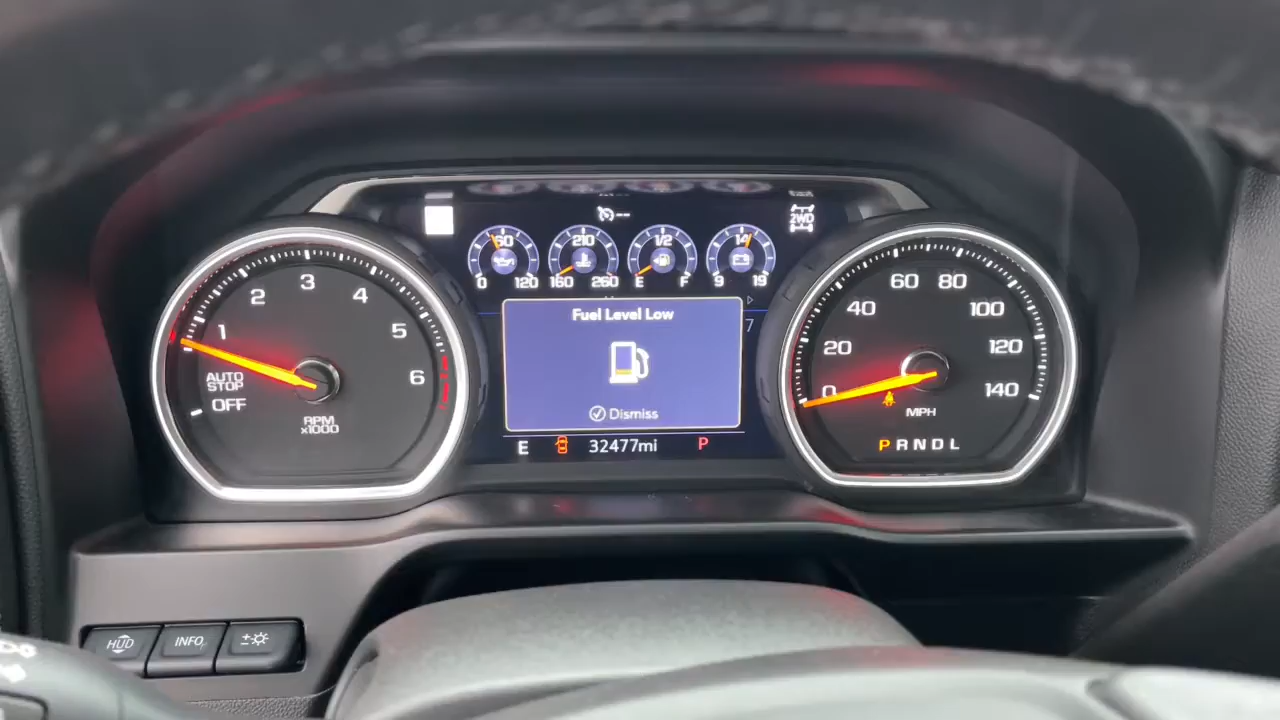 2WD
60
0 120
210
160 260
1/2
E F
14
9 19
1
2
3
4
5
6
AUTO
STOP
OFF
RPM
x1000
Fuel Level Low
Dismiss
7
E 32477mi P
0
20
40
60
80
100
120
140
MPH
PRNDL
HUD
INFO